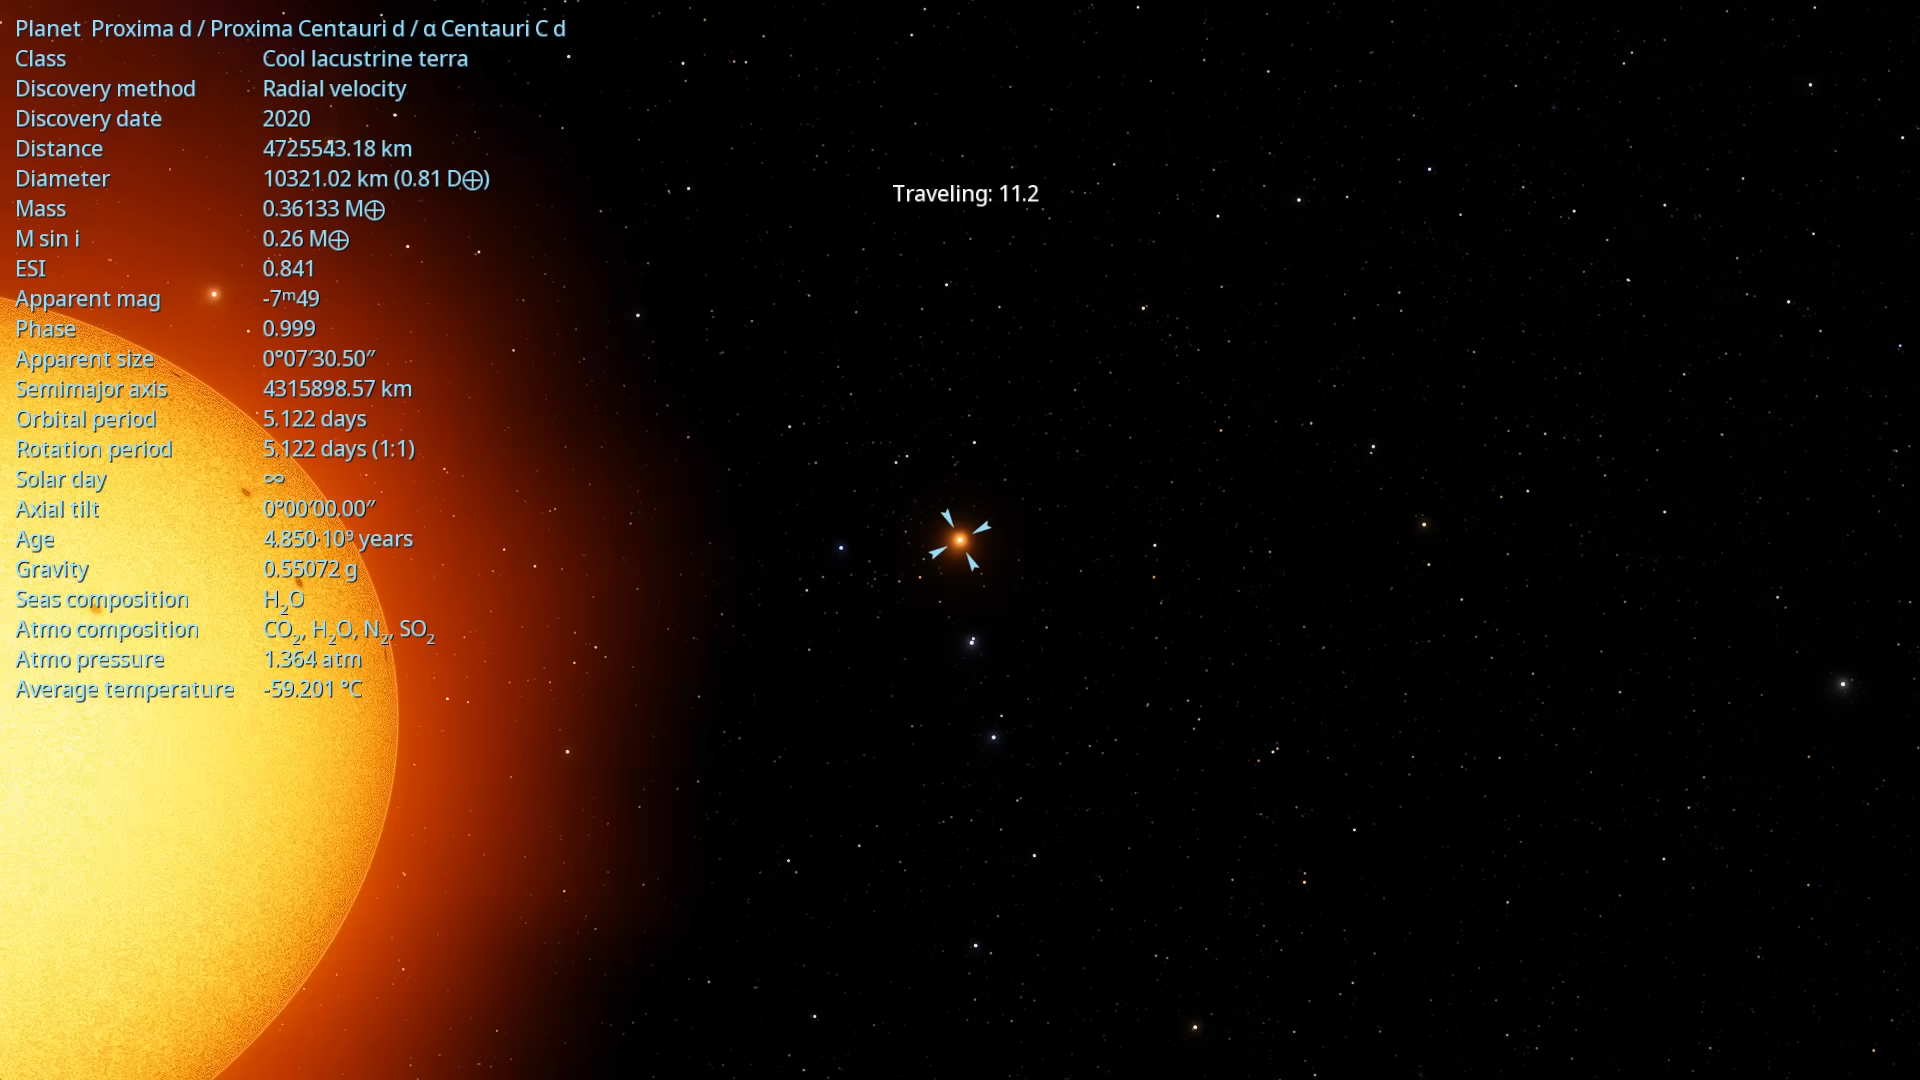 Planet Proxima d / Proxima Centauri d / α Centauri C d
Class Cool lacustrine terra
Discovery method Radial velocity
Discovery date 2020
Distance 4725543.18 km
Diameter 10321.02 km (0.81 D⊕)
Traveling: 11.2
Mass 0.36133 M⊕
M sin i 0.26 M⊕
ESI 0.841
Apparent mag -7ᵐ49
Phase 0.999
Apparent size 0°07′30.50″
Semimajor axis 4315898.57 km
Orbital period 5.122 days
Rotation period 5.122 days (1:1)
Solar day ∞
Axial tilt 0°00′00.00″
Age 4.850·10⁹ years
Gravity 0.55072 g
Seas composition H₂O
Atmo composition CO₂, H₂O, N₂, SO₂
Atmo pressure 1.364 atm
Average temperature -59.201 °C